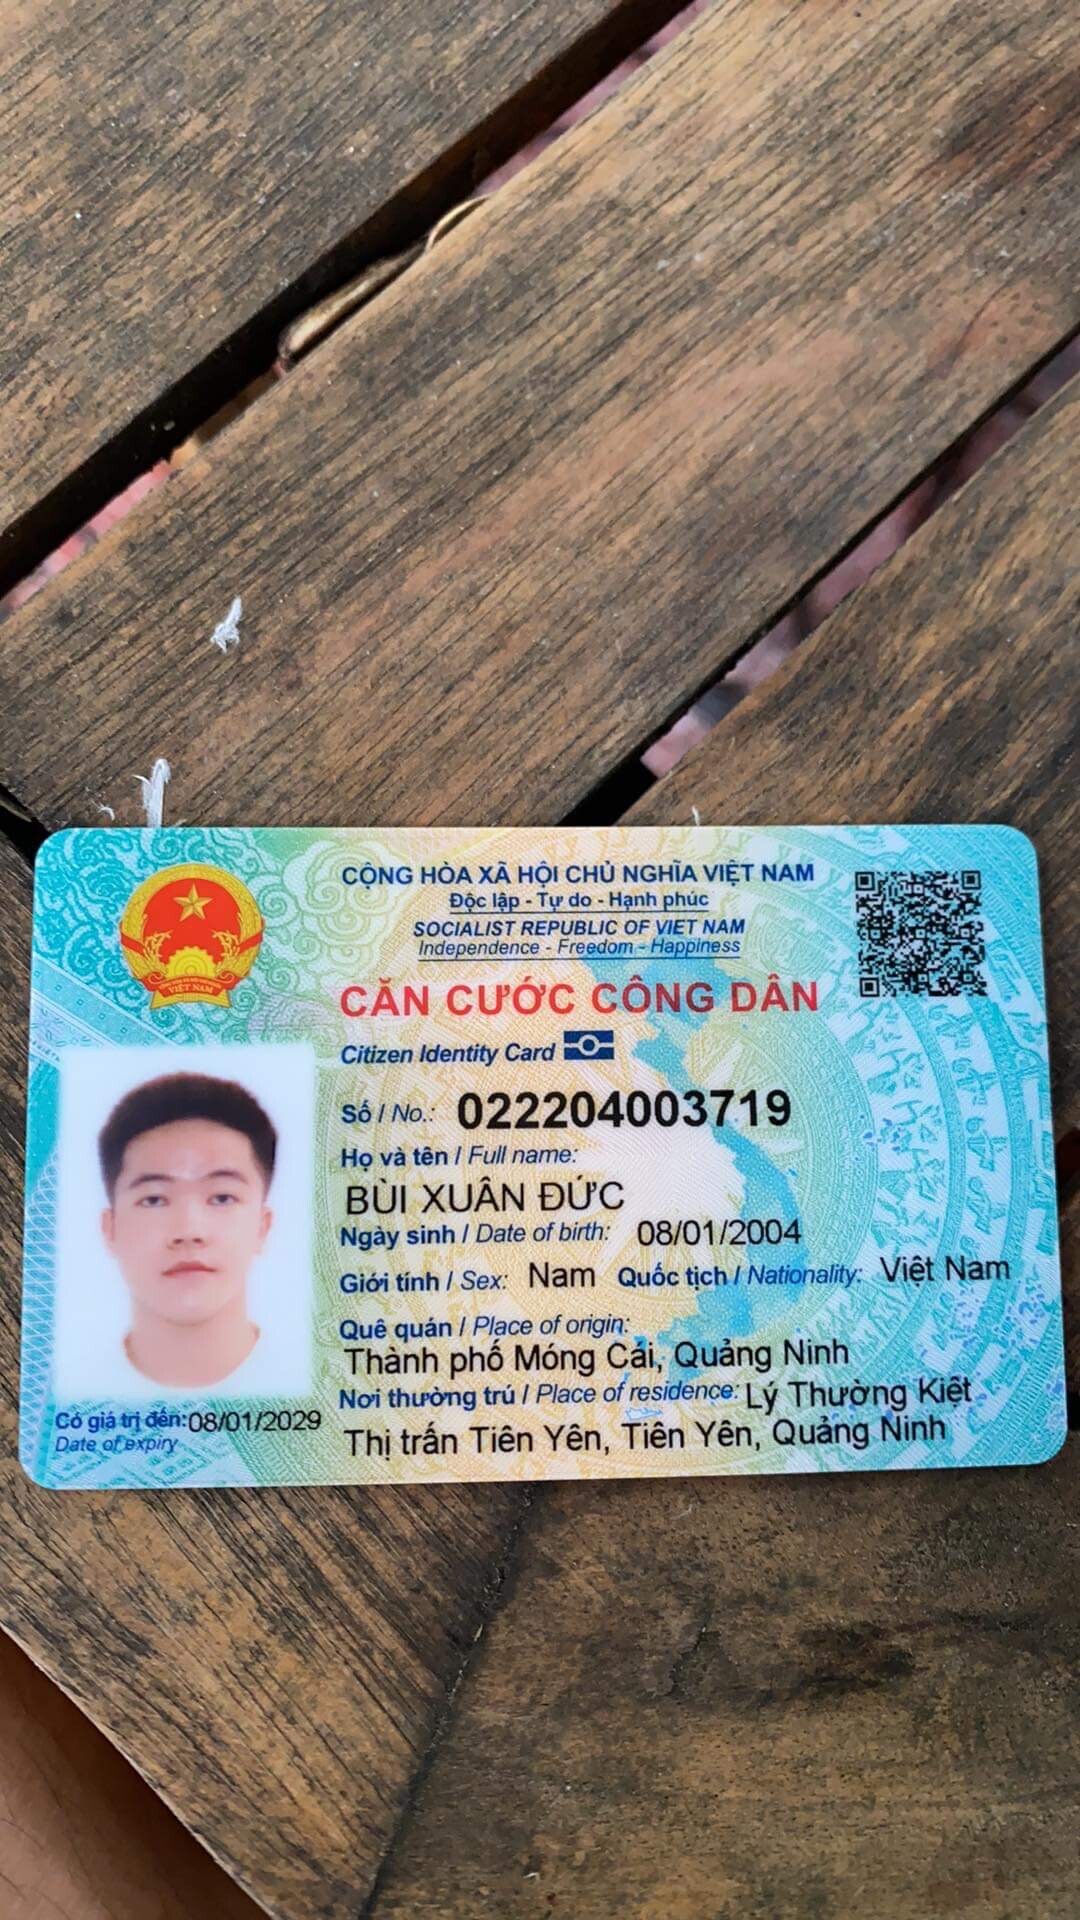 CỘNG HÒA XÃ HỘI CHỦ NGHĨA VIỆT NAM
Độc lập - Tự do - Hạnh phúc
SOCIALIST REPUBLIC OF VIET NAM
Independence - Freedom - Happiness
CĂN CƯỚC CÔNG DÂN
Citizen Identity Card
Số / No.: 022204003719
Họ và tên / Full name:
BÙI XUÂN ĐỨC
Ngày sinh / Date of birth: 08/01/2004
Giới tính / Sex: Nam Quốc tịch / Nationality: Việt Nam
Quê quán / Place of origin:
Thành phố Móng Cái, Quảng Ninh
Nơi thường trú / Place of residence: Lý Thường Kiệt
Thị trấn Tiên Yên, Tiên Yên, Quảng Ninh
Có giá trị đến: 08/01/2029
Date of expiry
VIỆT NAM